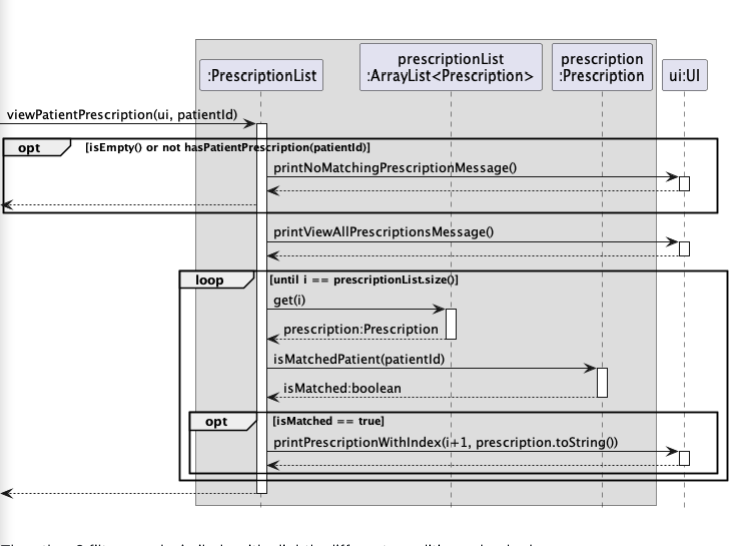 prescriptionList
prescription
:PrescriptionList
:ArrayList<Prescription>
:Prescription
ui:UI
viewPatientPrescription(ui, patientId)
opt
[isEmpty() or not hasPatientPrescription(patientId)]
printNoMatchingPrescriptionMessage()
printViewAllPrescriptionsMessage()
loop
[until i == prescriptionList.size()]
get(i)
prescription:Prescription
isMatchedPatient(patientId)
isMatched:boolean
opt
[isMatched == true]
printPrescriptionWithIndex(i+1, prescription.toString())